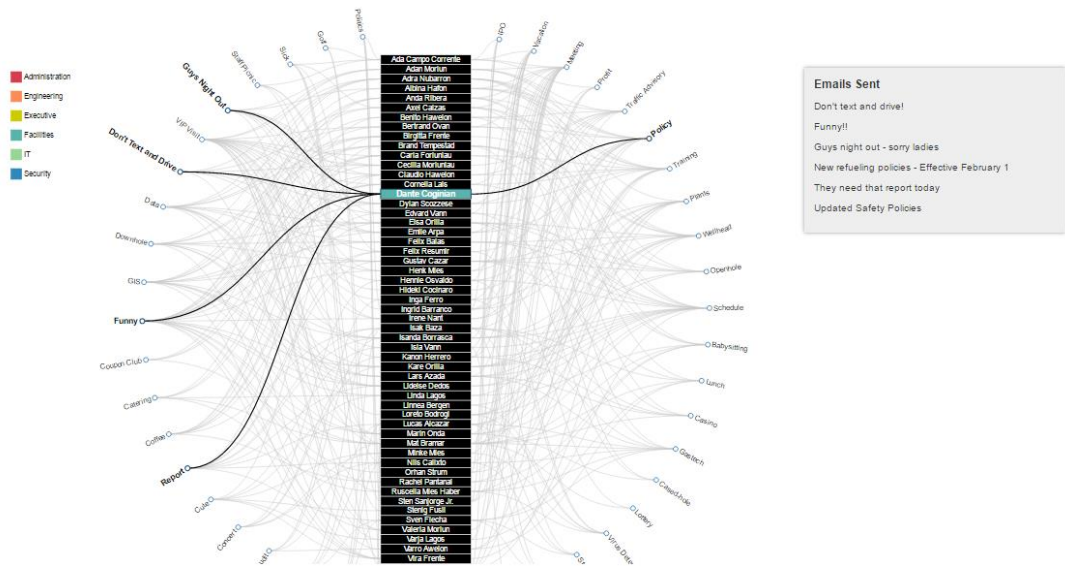 Administration
Engineering
Executive
Facilities
IT
Security
Politics
Golf
Sick
Staff Picnic
Guys Night Out
VIP Visit
Don't Text and Drive
Data
Downhole
GIS
Funny
Coupon Club
Catering
Coffee
Report
Cute
Concert
Ada Campo Corrente
Adan Morlun
Adra Nubarron
Albina Hafon
Anda Ribera
Axel Calzas
Benito Hawelon
Bertrand Ovan
Birgitta Frente
Brand Tempestad
Carla Forluniau
Cecilia Morluniau
Claudio Hawelon
Cornelia Lais
Dante Coginian
Dylan Scozzese
Edvard Vann
Elsa Orilla
Emile Arpa
Felix Balas
Felix Resumir
Gustav Cazar
Henk Mies
Hennie Osvaldo
Hideki Cocinaro
Inga Ferro
Ingrid Barranco
Irene Nant
Isak Baza
Isanda Borrasca
Isia Vann
Kanon Herrero
Kare Orilla
Lars Azada
Lidelse Dedos
Linda Lagos
Linnea Bergen
Loreto Bodrogi
Lucas Alcazar
Marin Onda
Mat Bramar
Minke Mies
Nils Calixto
Orhan Strum
Rachel Pantanal
Ruscella Mies Haber
Sten Sanjorge Jr.
Stenig Fusil
Sven Flecha
Valeria Morlun
Varja Lagos
Varro Awelon
Vira Frente
IPO
Vacation
Meeting
Profit
Traffic Advisory
Policy
Training
Plants
Wellhead
Openhole
Schedule
Babysitting
Lunch
Casino
Gastech
Cased-hole
Lottery
Emails Sent
Don't text and drive!
Funny!!
Guys night out - sorry ladies
New refueling policies - Effective February 1
They need that report today
Updated Safety Policies